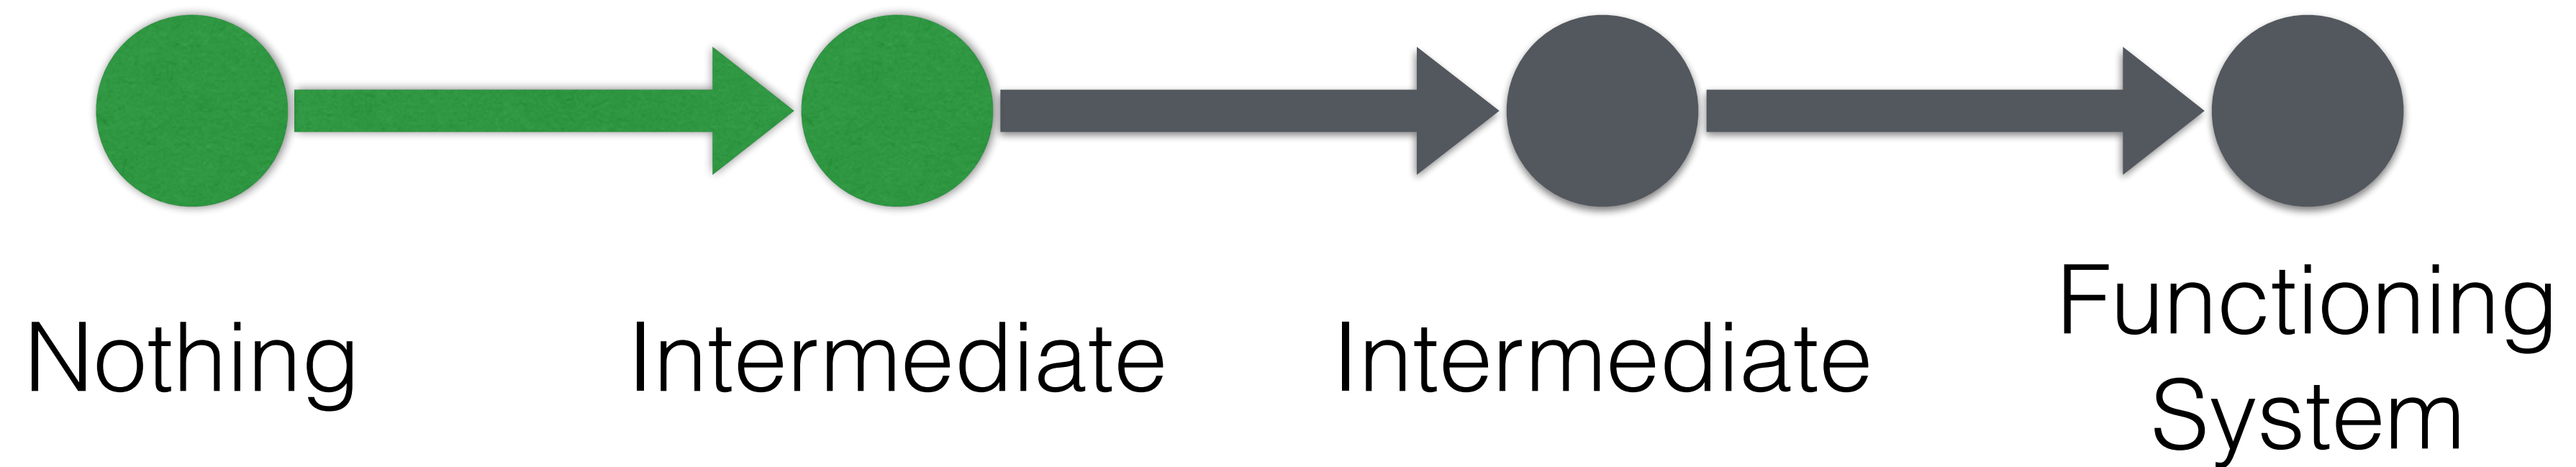 Nothing
Intermediate
Intermediate
Functioning
System